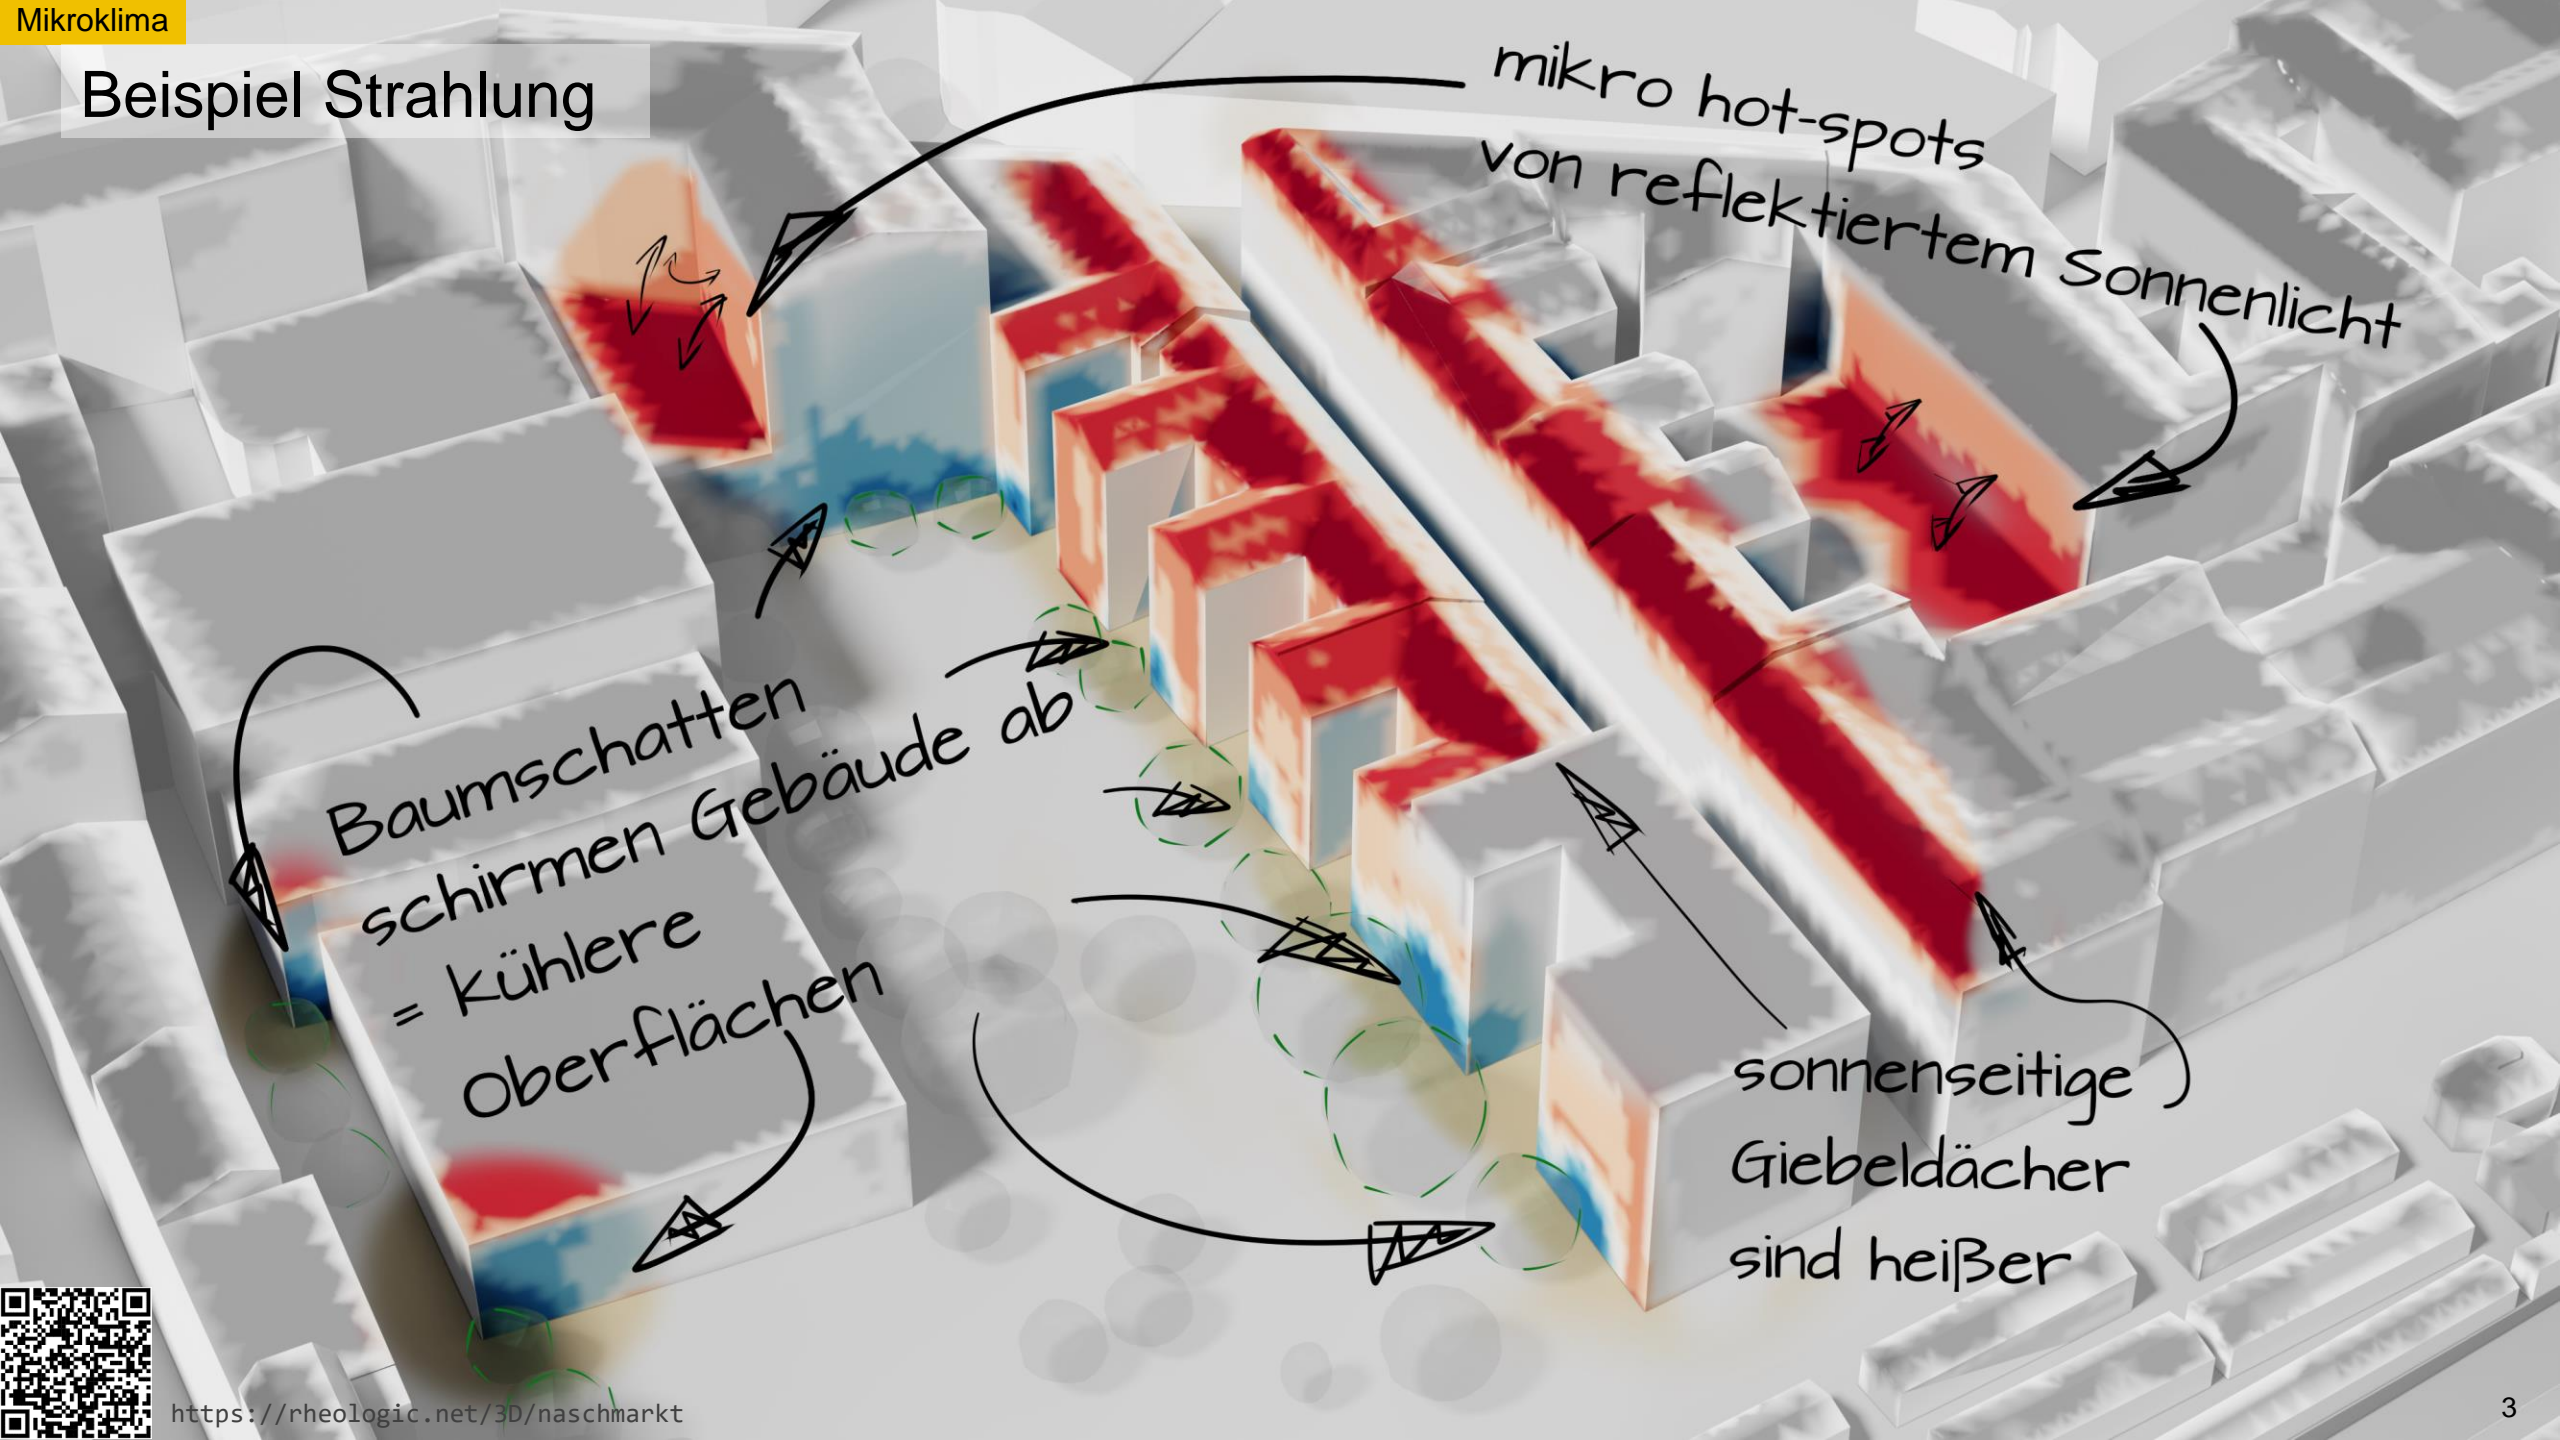 Mikroklima
Beispiel Strahlung
mikro hot-spots
von reflektiertem Sonnenlicht
Baumschatten
schirmen Gebäude ab
= kühlere
Oberflächen
sonnenseitige
Giebeldächer
sind heißer
https://rheologic.net/3D/naschmarkt
3